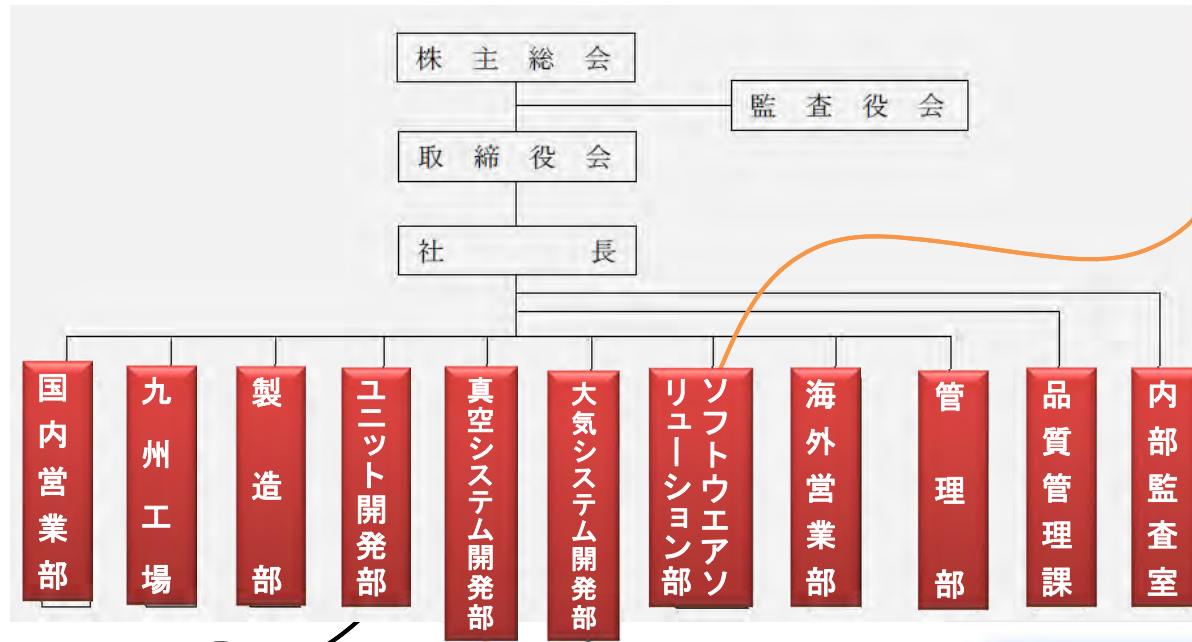 株主総会
監査役会
取締役会
社長
国内営業部
九州工場
製造部
ユニット開発部
真空システム開発部
大気システム開発部
ソフトウエアソ
リューション部
海外営業部
管理部
品質管理課
内部監査室